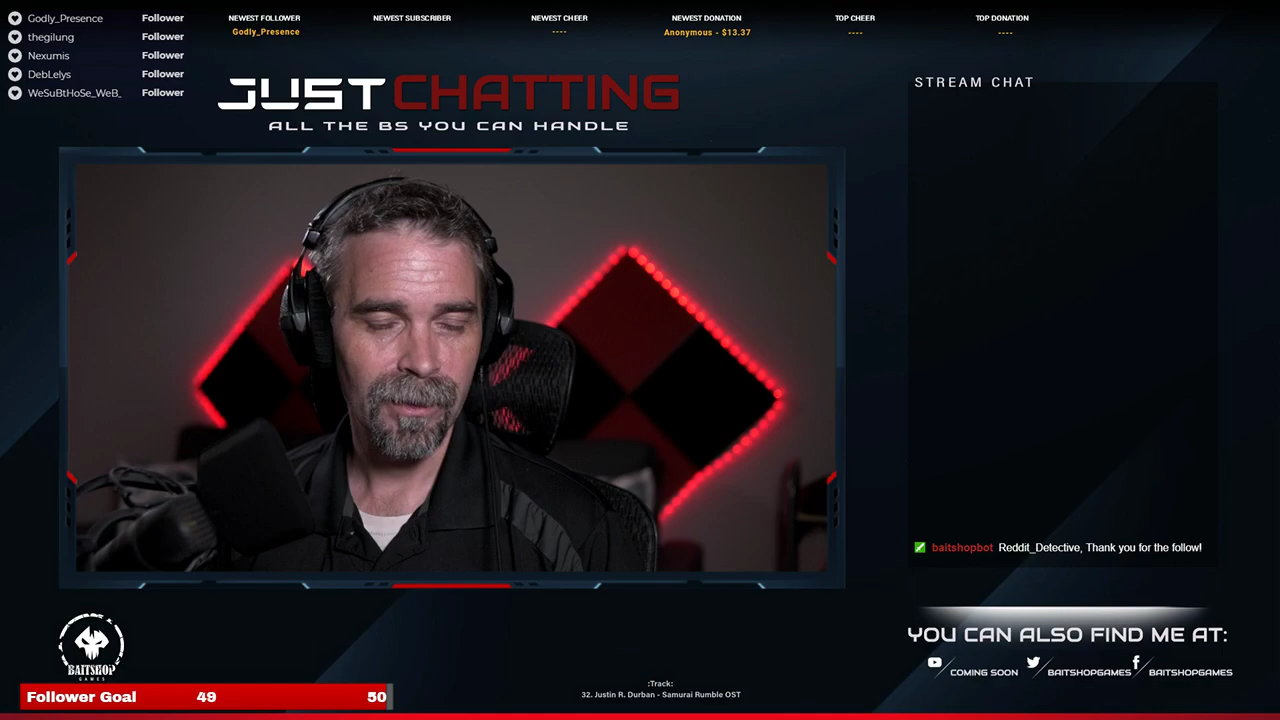 Godly_Presence Follower
thegilung Follower
Nexumis Follower
DebLelys Follower
WeSuBtHoSe_WeB_ Follower
NEWEST FOLLOWER
Godly_Presence
NEWEST SUBSCRIBER
NEWEST CHEER
----
NEWEST DONATION
Anonymous - $13.37
TOP CHEER
----
TOP DONATION
----
JUST CHATTING
ALL THE BS YOU CAN HANDLE
STREAM CHAT
baitshopbot Reddit_Detective, Thank you for the follow!
YOU CAN ALSO FIND ME AT:
COMING SOON BAITSHOPGAMES BAITSHOPGAMES
BAITSHOP
GAMES
Follower Goal 49 50
:Track:
32. Justin R. Durban - Samurai Rumble OST